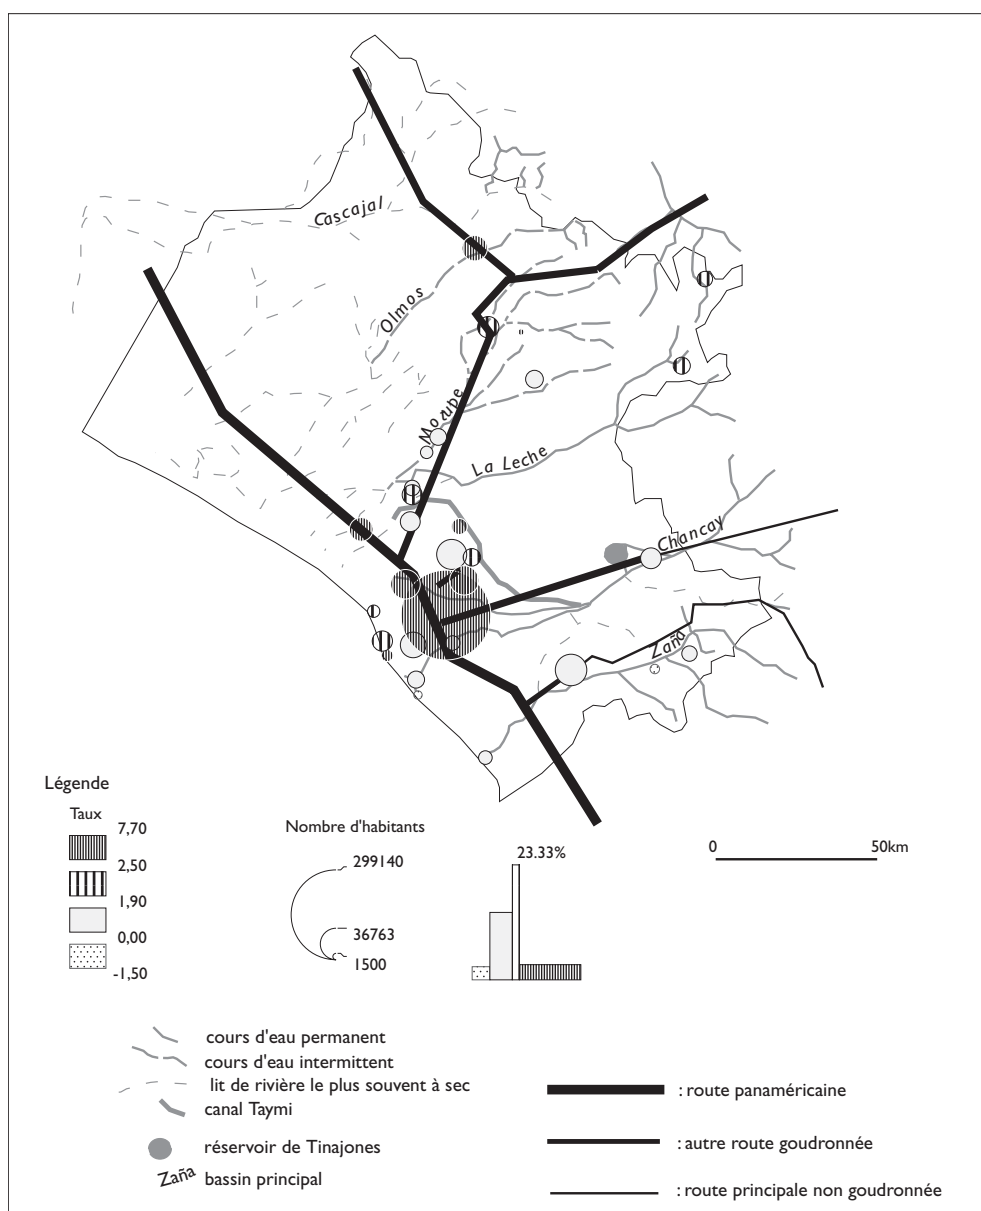 Cascajal
Olmos
Motupe
La Leche
Chancay
Zaña
Légende
Taux
7,70
2,50
1,90
0,00
-1,50
Nombre d'habitants
299140
36763
1500
23.33%
0 50km
cours d'eau permanent
cours d'eau intermittent
lit de rivière le plus souvent à sec
canal Taymi
réservoir de Tinajones
Zaña bassin principal
: route panaméricaine
: autre route goudronnée
: route principale non goudronnée